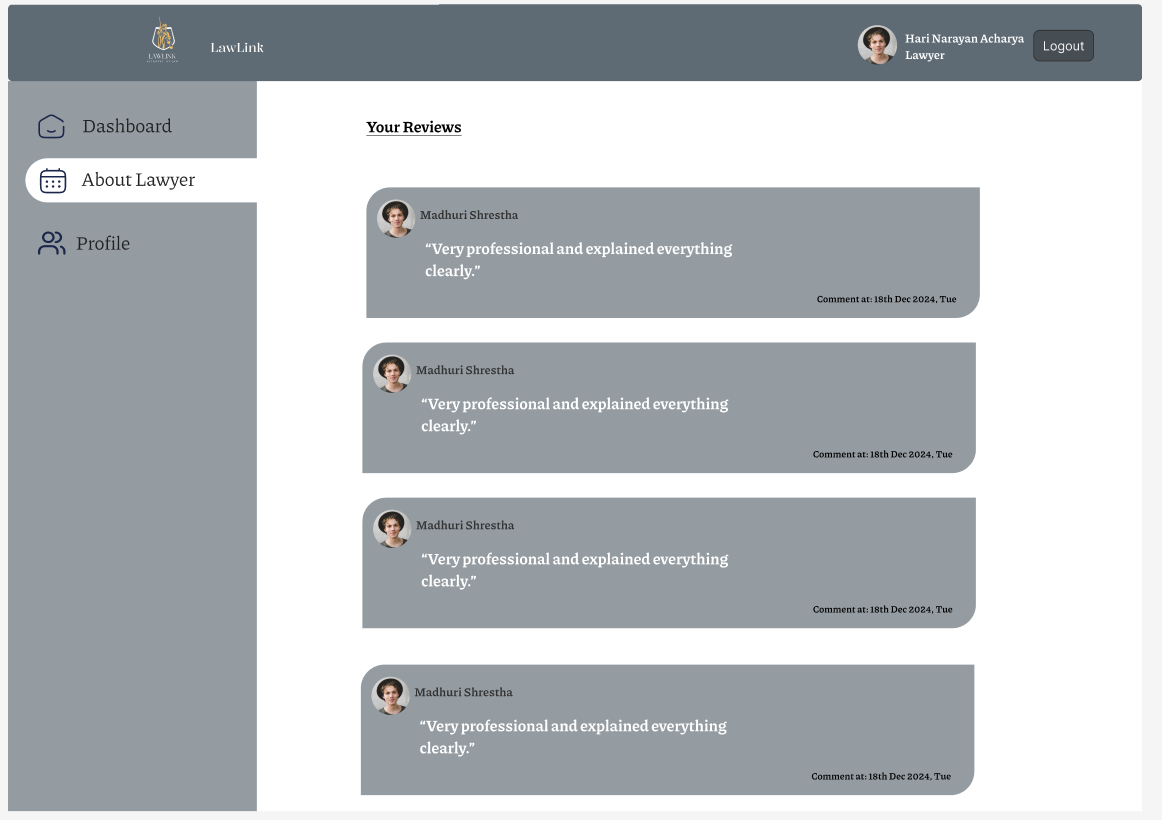 LAWLINK
LawLink
Hari Narayan Acharya
Lawyer
Logout
Dashboard
About Lawyer
Profile
Your Reviews
Madhuri Shrestha
“Very professional and explained everything
clearly.”
Comment at: 18th Dec 2024, Tue
Madhuri Shrestha
“Very professional and explained everything
clearly.”
Comment at: 18th Dec 2024, Tue
Madhuri Shrestha
“Very professional and explained everything
clearly.”
Comment at: 18th Dec 2024, Tue
Madhuri Shrestha
“Very professional and explained everything
clearly.”
Comment at: 18th Dec 2024, Tue